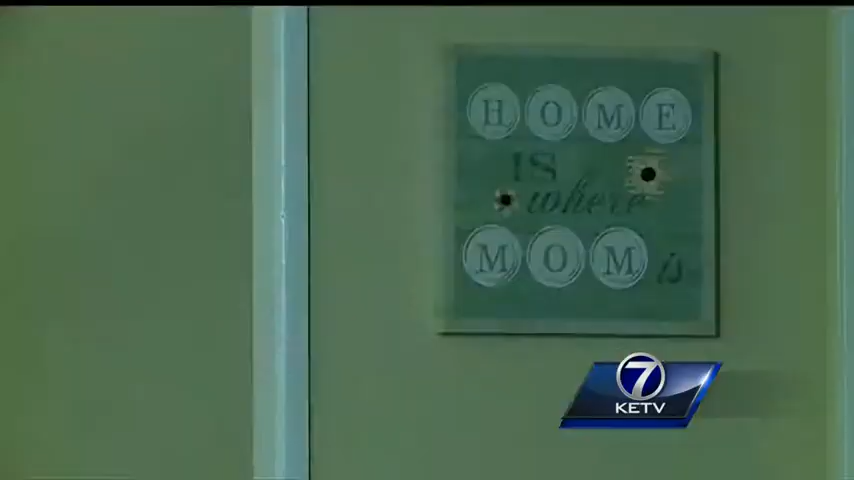 HOME
IS
where
MOM is
7
KETV